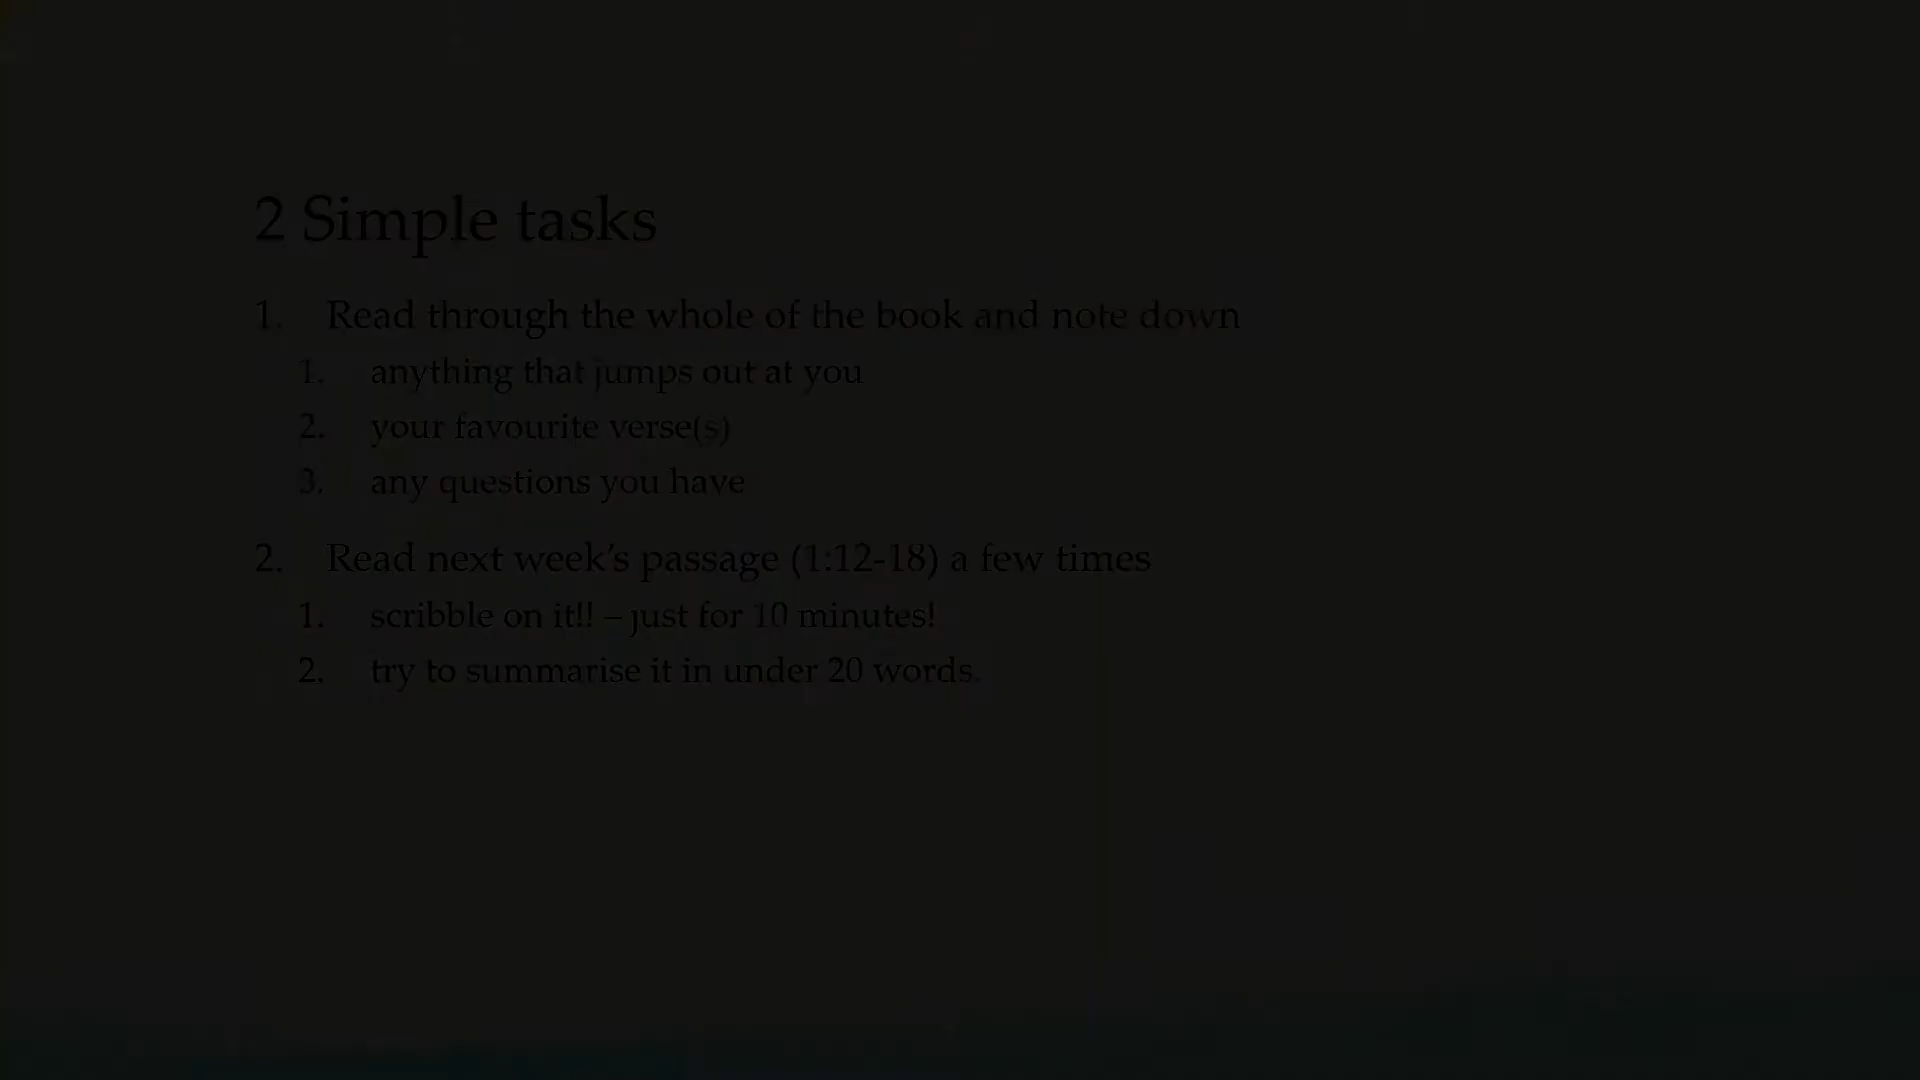 2 Simple tasks
1. Read through the whole of the book and note down
1. anything that jumps out at you
2. your favourite verse(s)
3. any questions you have
2. Read next week's passage (1:12-18) a few times
1. scribble on it!! – just for 10 minutes!
2. try to summarise it in under 20 words.